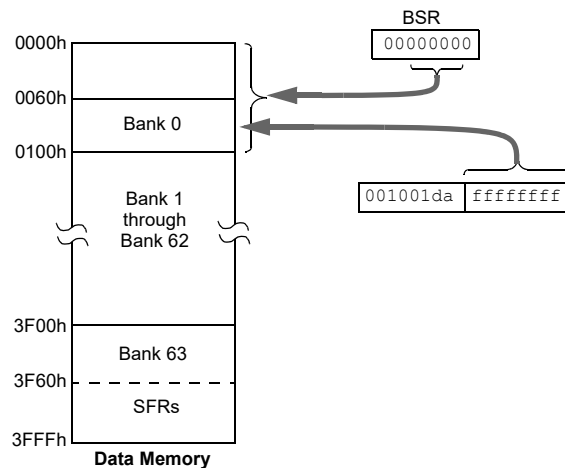 BSR
00000000
0000h
0060h
Bank 0
0100h
001001da ffffffff
Bank 1
through
Bank 62
3F00h
Bank 63
3F60h
SFRs
3FFFh
Data Memory